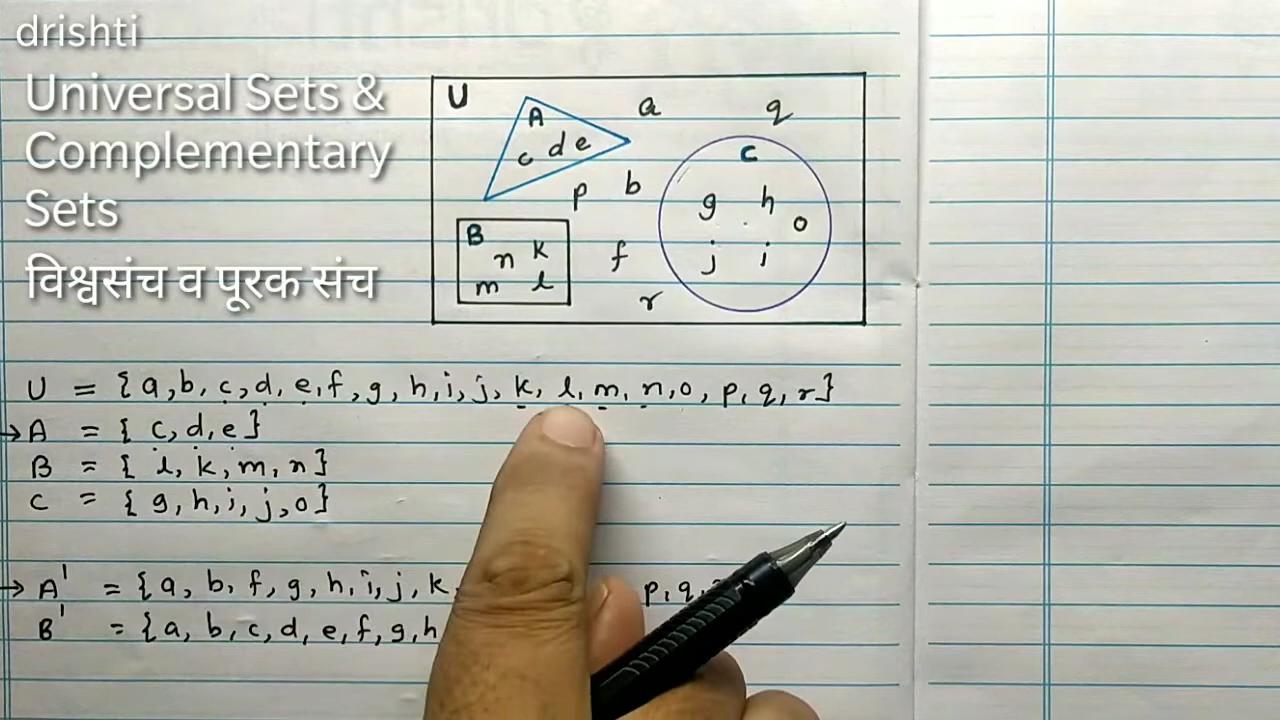 drishti
Universal Sets &
Complementary
Sets
विश्वसंच व पूरक संच
U
A
c d e
a
q
p b
C
g h
o
j i
B
n k
m l
f
r
U = {a, b, c, d, e, f, g, h, i, j, k, l, m, n, o, p, q, r}
→ A = { c, d, e }
B = { l, k, m, n }
C = { g, h, i, j, o }
→ A' = { a, b, f, g, h, i, j, k, p, q,
B' = { a, b, c, d, e, f, g, h